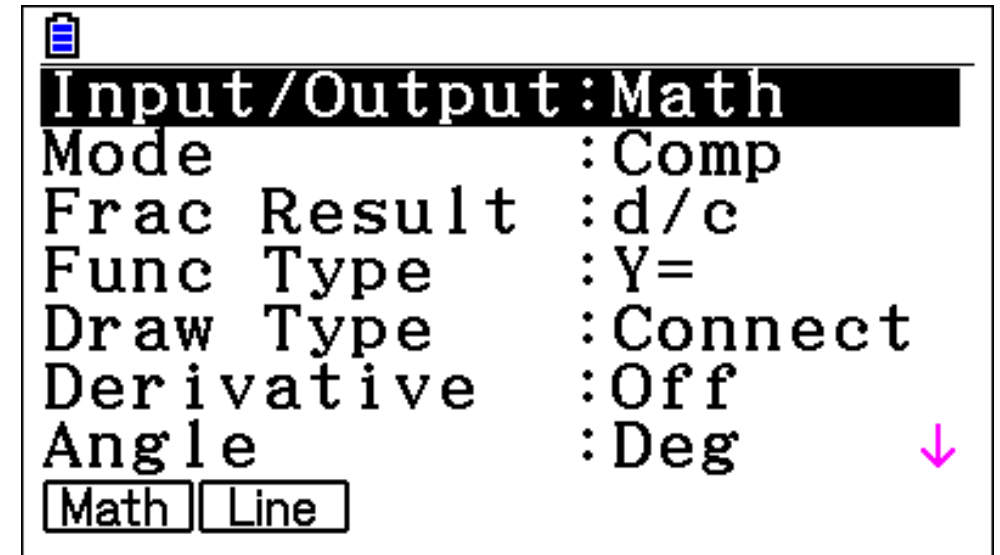 Input/Output:Math
Mode :Comp
Frac Result :d/c
Func Type :Y=
Draw Type :Connect
Derivative :Off
Angle :Deg ↓
Math Line